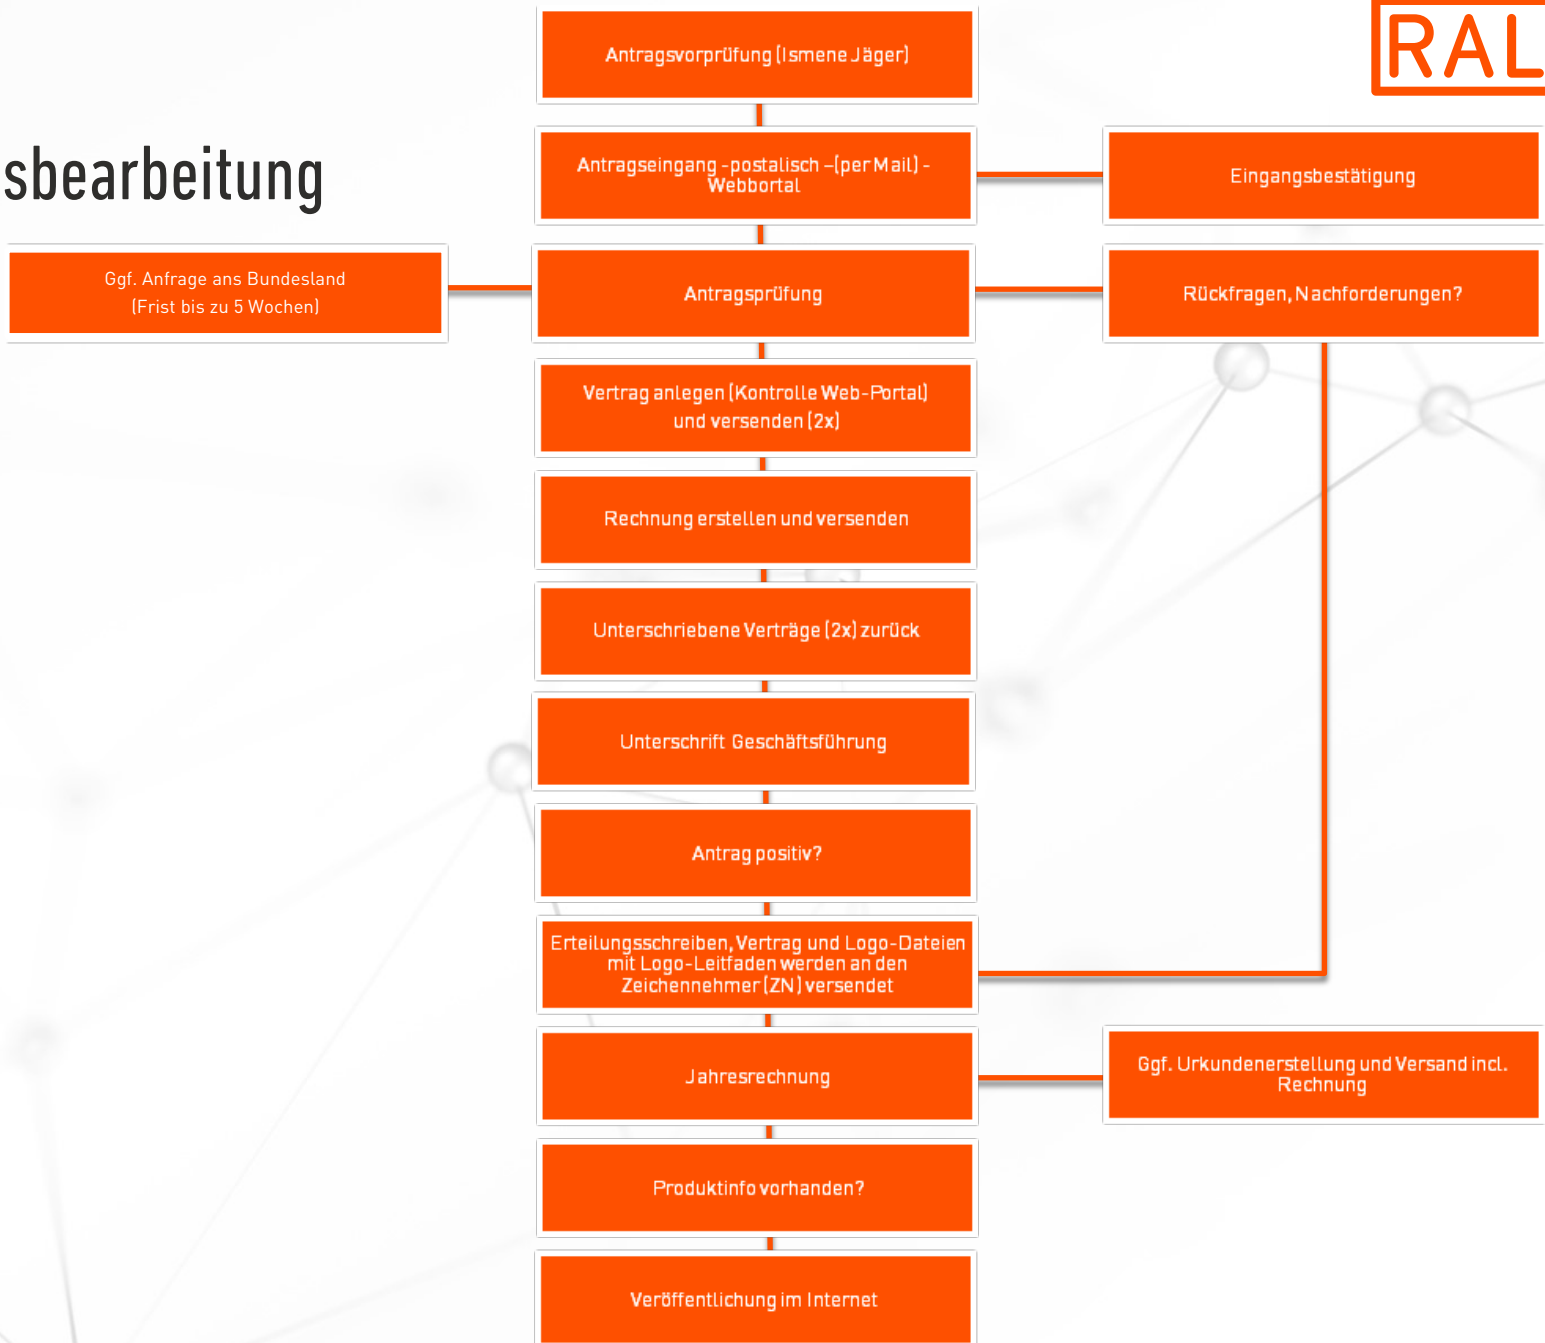 RAL
sbearbeitung
Antragsvorprüfung (Ismene Jäger)
Antragseingang -postalisch –(per Mail) -
Webbortal
Eingangsbestätigung
Ggf. Anfrage ans Bundesland
(Frist bis zu 5 Wochen)
Antragsprüfung
Rückfragen, Nachforderungen?
Vertrag anlegen (Kontrolle Web-Portal)
und versenden (2x)
Rechnung erstellen und versenden
Unterschriebene Verträge (2x) zurück
Unterschrift Geschäftsführung
Antrag positiv?
Erteilungsschreiben, Vertrag und Logo-Dateien
mit Logo-Leitfaden werden an den
Zeichennehmer (ZN) versendet
Jahresrechnung
Ggf. Urkundenerstellung und Versand incl.
Rechnung
Produktinfo vorhanden?
Veröffentlichung im Internet